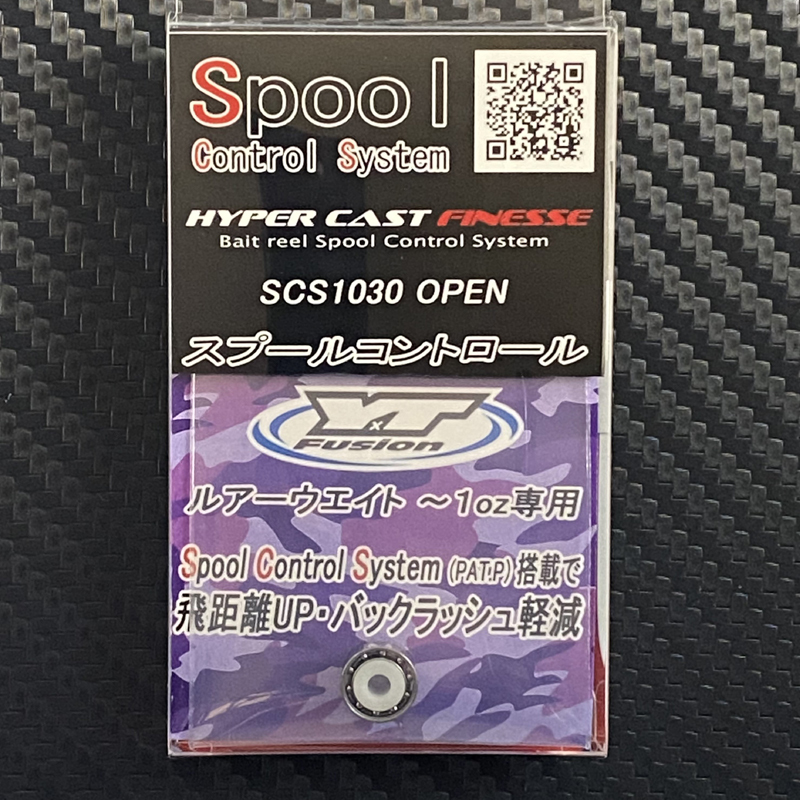 Spool
Control System
HYPER CAST FINESSE
Bait reel Spool Control System
SCS1030 OPEN
スプールコントロール
YxT
Fusion
ルアーウエイト ～1oz専用
Spool Control System (PAT.P) 搭載で
飛距離UP・バックラッシュ軽減